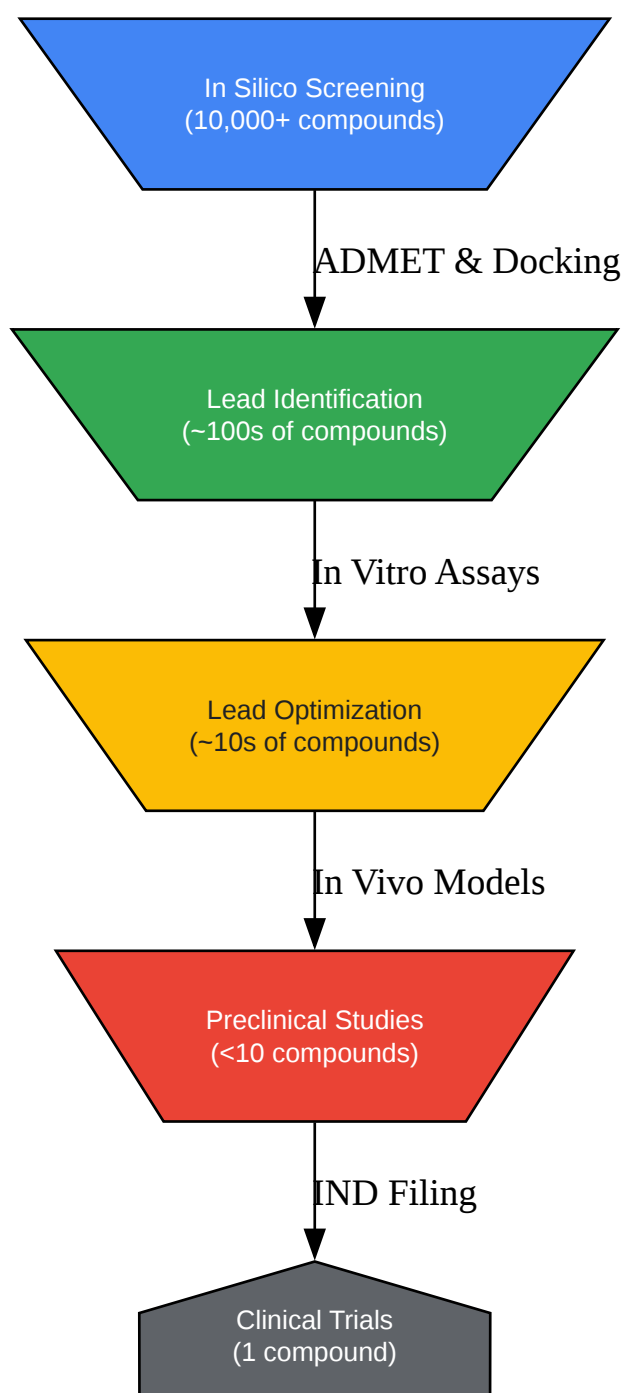 In Silico Screening
(10,000+ compounds)
ADMET & Docking
Lead Identification
(~100s of compounds)
In Vitro Assays
Lead Optimization
(~10s of compounds)
In Vivo Models
Preclinical Studies
(<10 compounds)
IND Filing
Clinical Trials
(1 compound)